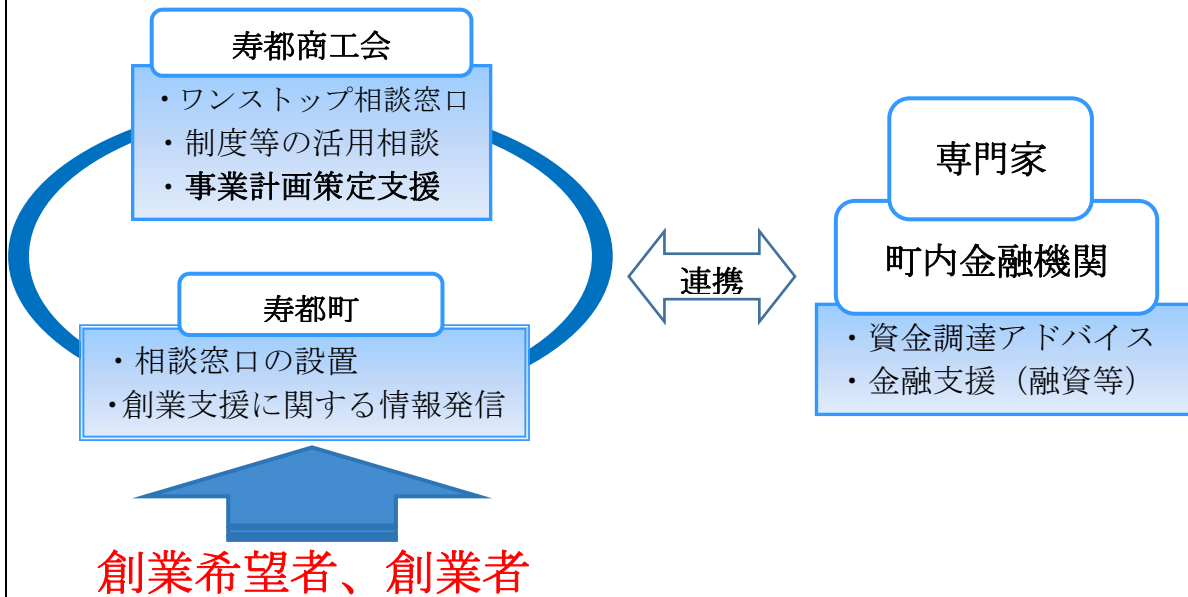 寿都商工会
・ワンストップ相談窓口
・制度等の活用相談
・事業計画策定支援
寿都町
・相談窓口の設置
・創業支援に関する情報発信
創業希望者、創業者
連携
専門家
町内金融機関
・資金調達アドバイス
・金融支援（融資等）